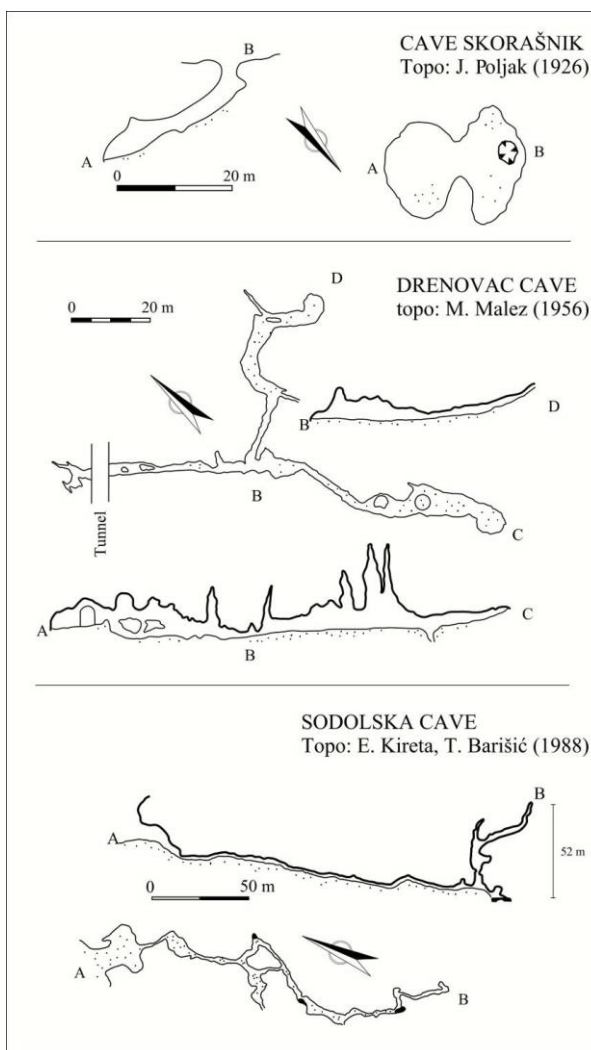 B
CAVE SKORAŠNIK
Topo: J. Poljak (1926)
A
0 20 m
A
B
DRENOVAC CAVE
topo: M. Malez (1956)
D
0 20 m
B
D
B
Tunnel
C
A
B
C
SODOLSKA CAVE
Topo: E. Kireta, T. Barišić (1988)
B
A
52 m
0 50 m
A
B